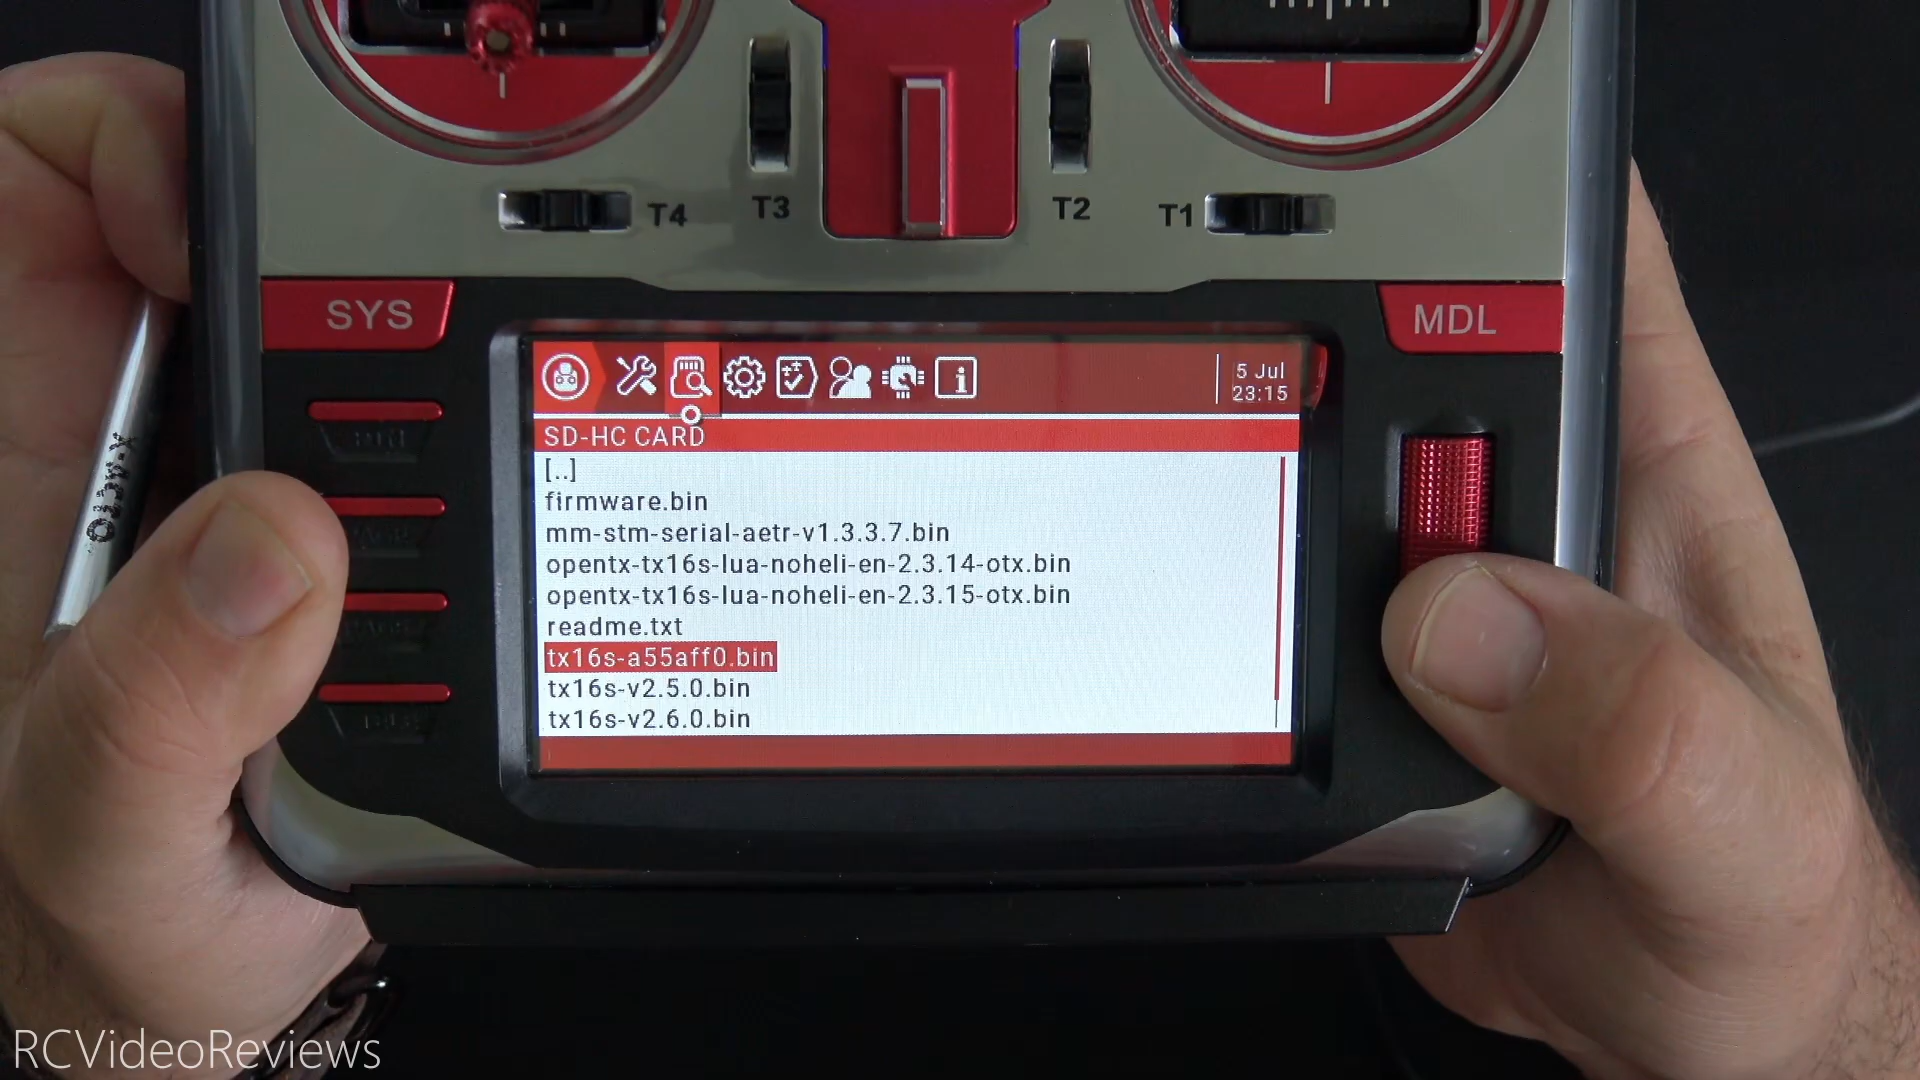 T4
T3
T2
T1
SYS
MDL
5 Jul
23:15
SD-HC CARD
[..]
firmware.bin
mm-stm-serial-aetr-v1.3.3.7.bin
opentx-tx16s-lua-noheli-en-2.3.14-otx.bin
opentx-tx16s-lua-noheli-en-2.3.15-otx.bin
readme.txt
tx16s-a55aff0.bin
tx16s-v2.5.0.bin
tx16s-v2.6.0.bin
X-ACTO
RCVideoReviews